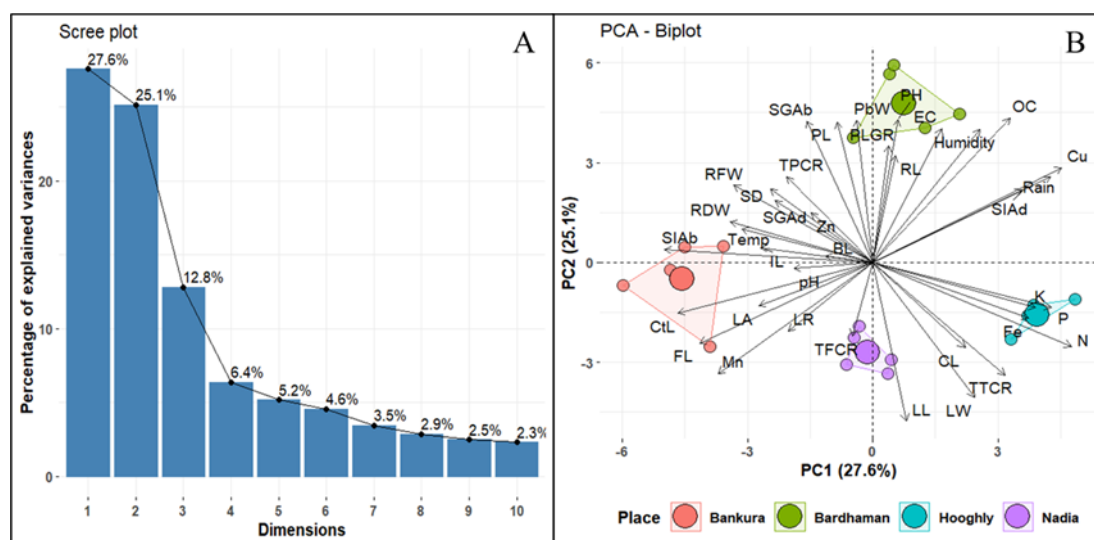 Scree plot
A
27.6%
25.1%
12.8%
6.4%
5.2%
4.6%
3.5%
2.9%
2.5%
2.3%
Percentage of explained variances
20
10
0
1 2 3 4 5 6 7 8 9 10
Dimensions
PCA - Biplot
B
PH
SGAb PbW OC
EC
PL PLGR Humidity
TPCR RL Cu
RFW Rain
SD SIAd
RDW SGAd Zn
SIAb Temp BL
IL
pH K
CtL LA LR Fe P
N
FL Mn TFCR CL
TTCR
LL LW
6
3
0
-3
PC2 (25.1%)
-6 -3 0 3
PC1 (27.6%)
Place Bankura Bardhaman Hooghly Nadia